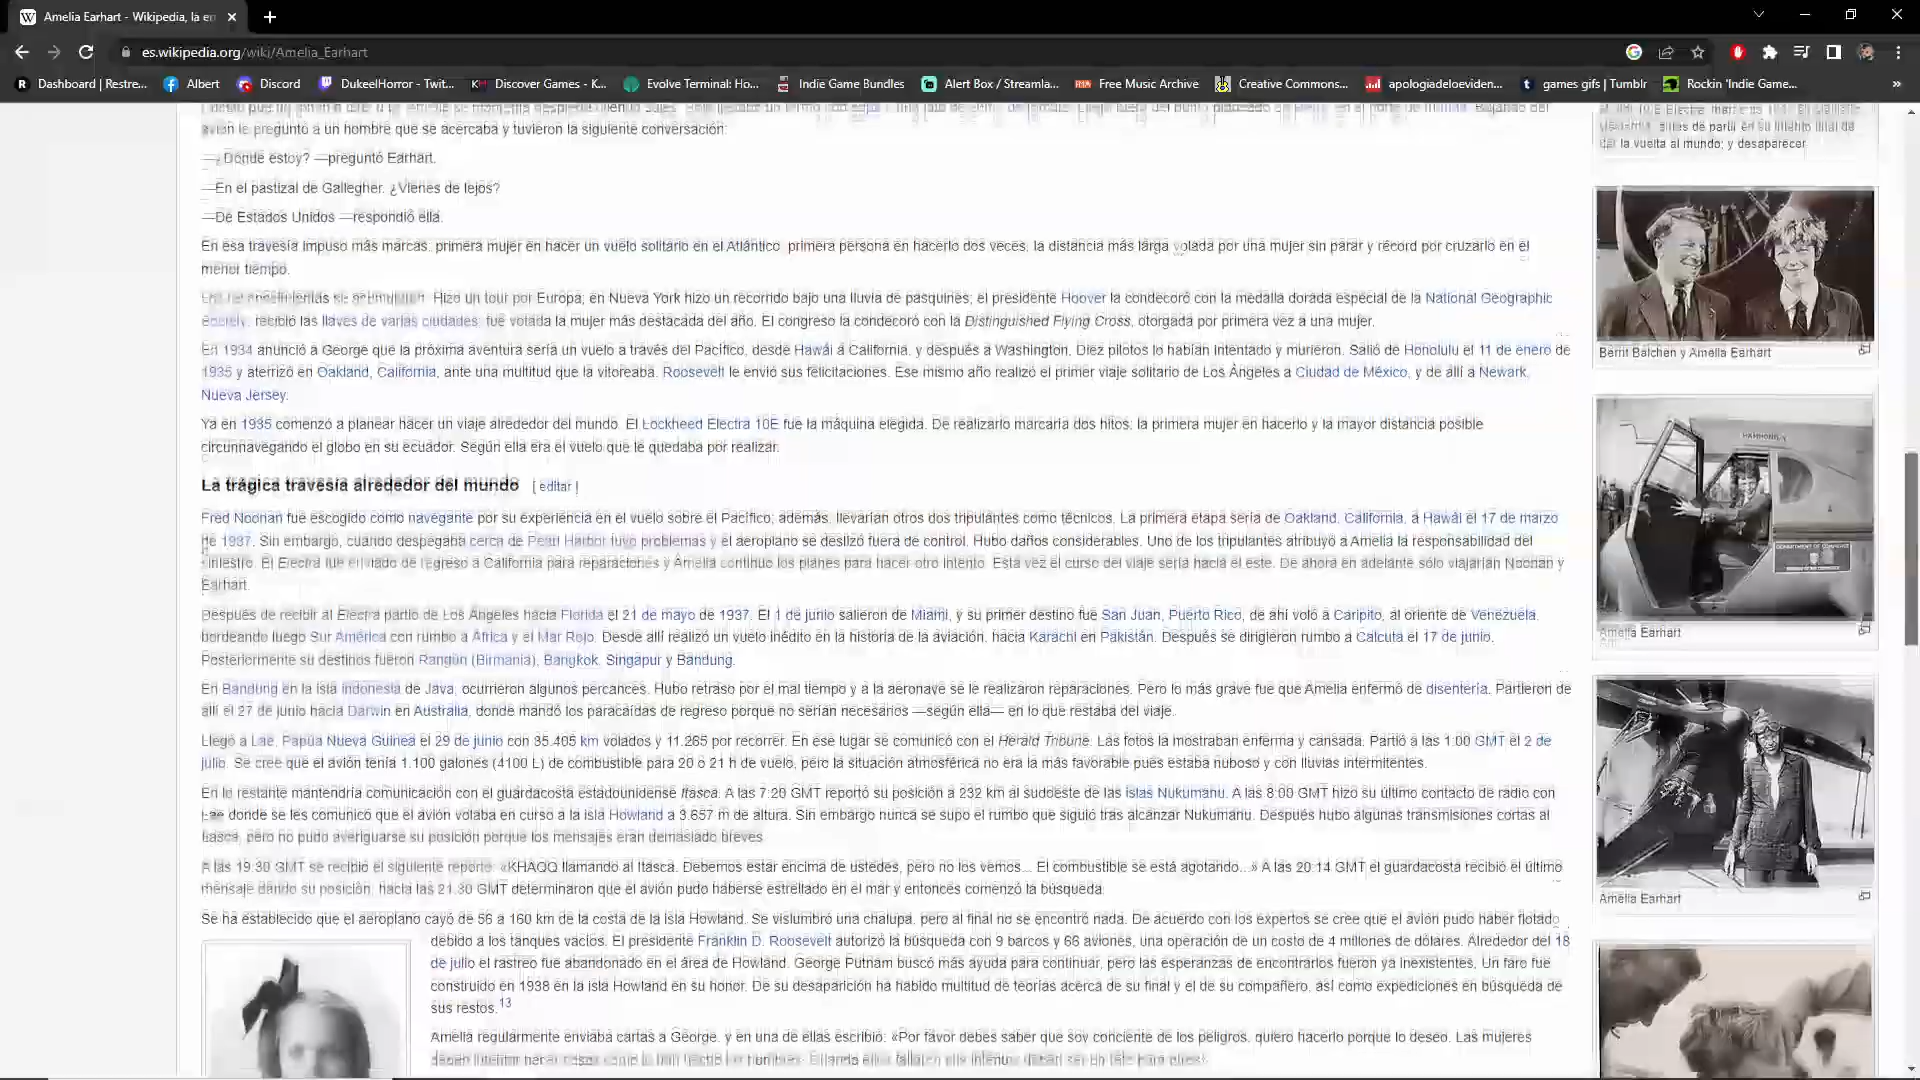 Amelia Earhart - Wikipedia, la en
es.wikipedia.org/wiki/Amelia_Earhart
Dashboard | Restre... Albert Discord DukeelHorror - Twit... Discover Games - K... Evolve Terminal: Ho... Indie Game Bundles Alert Box / Streamla... Free Music Archive Creative Commons... apologiadeloeviden... games gifs | Tumblr Rockin 'Indie Game... »
avión le preguntó a un hombre que se acercaba y tuvieron la siguiente conversación:
—¿Dónde estoy? —preguntó Earhart.
—En el pastizal de Gallegher. ¿Vienes de lejos?
—De Estados Unidos —respondió ella.
En esa travesía impuso más marcas: primera mujer en hacer un vuelo solitario en el Atlántico, primera persona en hacerlo dos veces, la distancia más larga volada por una mujer sin parar y récord por cruzarlo en el
menor tiempo.
Hizo un tour por Europa; en Nueva York hizo un recorrido bajo una lluvia de pasquines; el presidente Hoover la condecoró con la medalla dorada especial de la National Geographic
Society; recibió las llaves de varias ciudades; fue votada la mujer más destacada del año. El congreso la condecoró con la Distinguished Flying Cross, otorgada por primera vez a una mujer.
En 1934 anunció a George que la próxima aventura sería un vuelo a través del Pacífico, desde Hawái a California, y después a Washington. Diez pilotos lo habían intentado y murieron. Salió de Honolulu el 11 de enero de
1935 y aterrizó en Oakland, California, ante una multitud que la vitoreaba. Roosevelt le envió sus felicitaciones. Ese mismo año realizó el primer viaje solitario de Los Ángeles a Ciudad de México, y de allí a Newark,
Nueva Jersey.
Ya en 1935 comenzó a planear hacer un viaje alrededor del mundo. El Lockheed Electra 10E fue la máquina elegida. De realizarlo marcaría dos hitos: la primera mujer en hacerlo y la mayor distancia posible
circunnavegando el globo en su ecuador. Según ella era el vuelo que le quedaba por realizar.
La trágica travesía alrededor del mundo [ editar ]
Fred Noonan fue escogido como navegante por su experiencia en el vuelo sobre el Pacífico; además, llevarían otros dos tripulantes como técnicos. La primera etapa sería de Oakland, California, a Hawái el 17 de marzo
de 1937. Sin embargo, cuando despegaba cerca de Pearl Harbor tuvo problemas y el aeroplano se deslizó fuera de control. Hubo daños considerables. Uno de los tripulantes atribuyó a Amelia la responsabilidad del
siniestro. El Electra fue enviado de regreso a California para reparaciones y Amelia continuó los planes para hacer otro intento. Esta vez el curso del viaje sería hacia el este. De ahora en adelante sólo viajarían Noonan y
Earhart.
Después de recibir al Electra partió de Los Ángeles hacia Florida el 21 de mayo de 1937. El 1 de junio salieron de Miami, y su primer destino fue San Juan, Puerto Rico, de ahí voló a Caripito, al oriente de Venezuela,
bordeando luego Sur América con rumbo a África y el Mar Rojo. Desde allí realizó un vuelo inédito en la historia de la aviación, hacia Karachi en Pakistán. Después se dirigieron rumbo a Calcuta el 17 de junio.
Posteriormente su destinos fueron Rangún (Birmania), Bangkok, Singapur y Bandung.
En Bandung en la isla indonesia de Java, ocurrieron algunos percances. Hubo retraso por el mal tiempo y a la aeronave se le realizaron reparaciones. Pero lo más grave fue que Amelia enfermó de disentería. Partieron de
allí el 27 de junio hacia Darwin en Australia, donde mandó los paracaídas de regreso porque no serían necesarios —según ella— en lo que restaba del viaje.
Llegó a Lae, Papúa Nueva Guinea el 29 de junio con 35.405 km volados y 11.265 por recorrer. En ese lugar se comunicó con el Herald Tribune. Las fotos la mostraban enferma y cansada. Partió a las 1:00 GMT el 2 de
julio. Se cree que el avión tenía 1.100 galones (4100 L) de combustible para 20 o 21 h de vuelo, pero la situación atmosférica no era la más favorable pues estaba nuboso y con lluvias intermitentes.
En lo restante mantendría comunicación con el guardacosta estadounidense Itasca. A las 7:20 GMT reportó su posición a 232 km al sudoeste de las islas Nukumanu. A las 8:00 GMT hizo su último contacto de radio con
Lae donde se les comunicó que el avión volaba en curso a la isla Howland a 3.657 m de altura. Sin embargo nunca se supo el rumbo que siguió tras alcanzar Nukumanu. Después hubo algunas transmisiones cortas al
Itasca, pero no pudo averiguarse su posición porque los mensajes eran demasiado breves
A las 19:30 GMT se recibió el siguiente reporte: «KHAQQ llamando al Itasca. Debemos estar encima de ustedes, pero no los vemos... El combustible se está agotando...» A las 20:14 GMT el guardacosta recibió el último
mensaje dando su posición, hacia las 21:30 GMT determinaron que el avión pudo haberse estrellado en el mar y entonces comenzó la búsqueda.
Se ha establecido que el aeroplano cayó de 56 a 160 km de la costa de la isla Howland. Se vislumbró una chalupa, pero al final no se encontró nada. De acuerdo con los expertos se cree que el avión pudo haber flotado
debido a los tanques vacíos. El presidente Franklin D. Roosevelt autorizó la búsqueda con 9 barcos y 66 aviones, una operación de un costo de 4 millones de dólares. Alrededor del 18
de julio el rastreo fue abandonado en el área de Howland. George Putnam buscó más ayuda para continuar, pero las esperanzas de encontrarlos fueron ya inexistentes. Un faro fue
construido en 1938 en la isla Howland en su honor. De su desaparición ha habido multitud de teorías acerca de su final y el de su compañero, así como expediciones en búsqueda de
sus restos.13
Amelia regularmente enviaba cartas a George, y en una de ellas escribió: «Por favor debes saber que soy conciente de los peligros, quiero hacerlo porque lo deseo. Las mujeres
antes de partir en su intento final de
dar la vuelta al mundo; y desaparecer
Bernt Balchen y Amelia Earhart
Amelia Earhart
Amelia Earhart